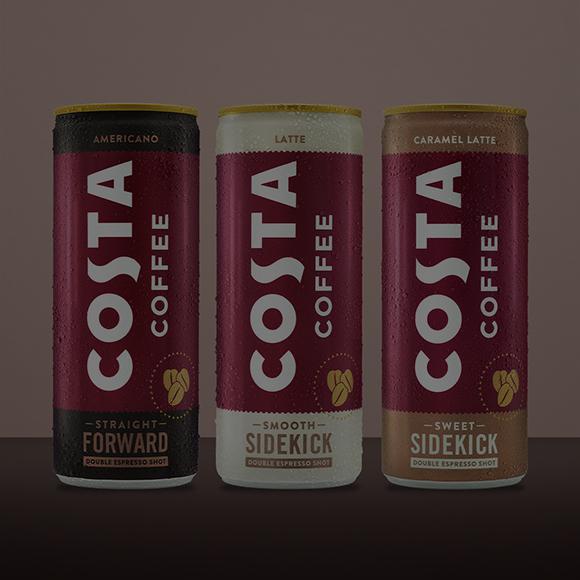 AMERICANO
COSTA
COFFEE
STRAIGHT
FORWARD
DOUBLE ESPRESSO SHOT
LATTE
COSTA
COFFEE
SMOOTH
SIDEKICK
DOUBLE ESPRESSO SHOT
CARAMEL LATTE
COSTA
COFFEE
SWEET
SIDEKICK
DOUBLE ESPRESSO SHOT